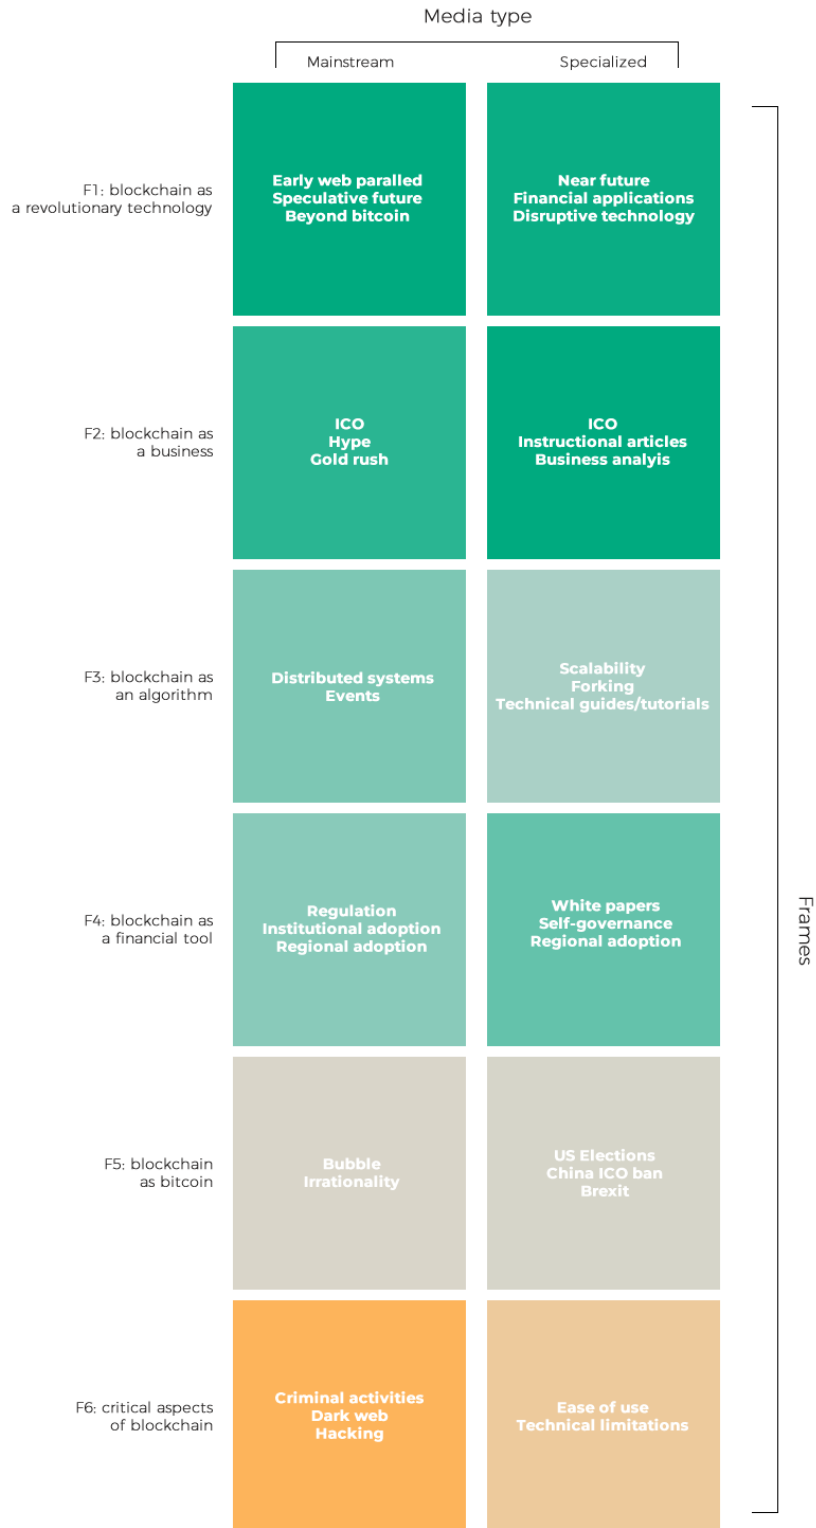 Media type
Mainstream
Specialized
F1: blockchain as
a revolutionary technology
Early web paralled
Speculative future
Beyond bitcoin
Near future
Financial applications
Disruptive technology
F2: blockchain as
a business
ICO
Hype
Gold rush
ICO
Instructional articles
Business analyis
F3: blockchain as
an algorithm
Distributed systems
Events
Scalability
Forking
Technical guides/tutorials
F4: blockchain as
a financial tool
Regulation
Institutional adoption
Regional adoption
White papers
Self-governance
Regional adoption
Frames
F5: blockchain
as bitcoin
Bubble
Irrationality
US Elections
China ICO ban
Brexit
F6: critical aspects
of blockchain
Criminal activities
Dark web
Hacking
Ease of use
Technical limitations